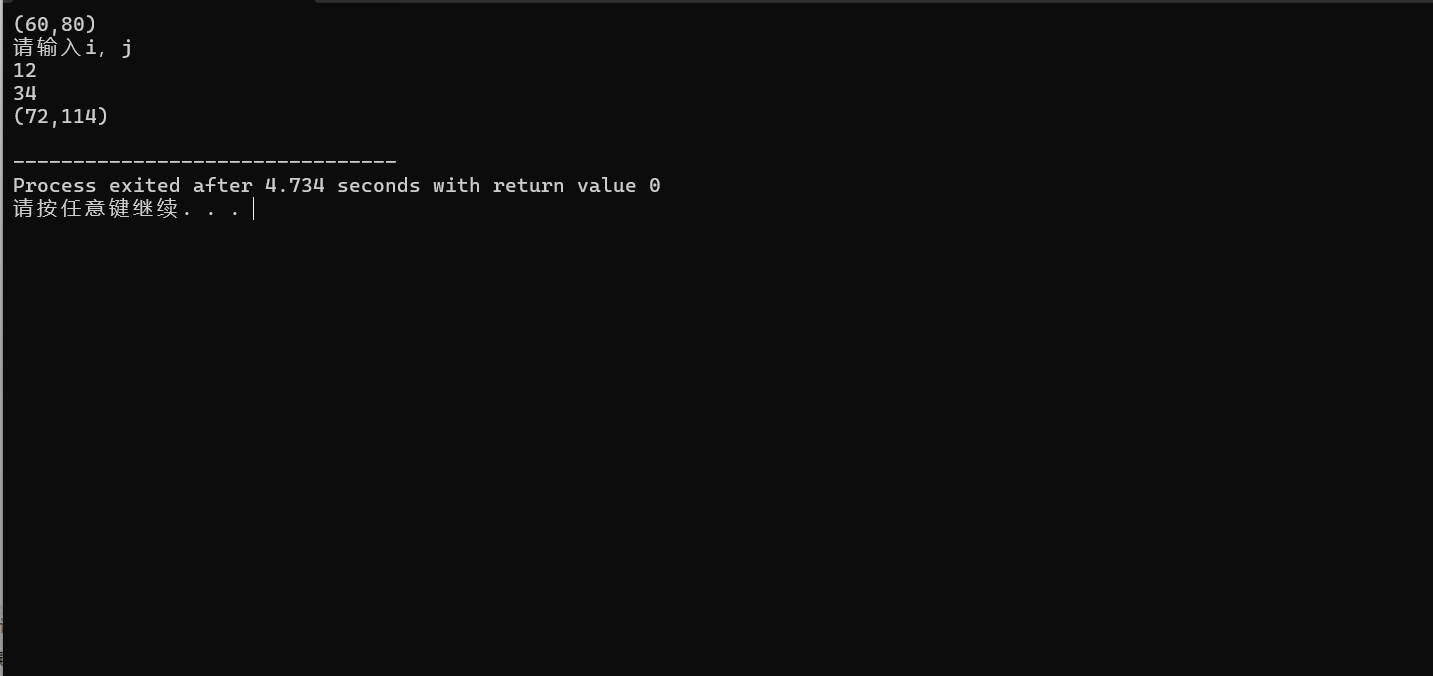 (60,80)
请输入i，j
12
34
(72,114)
--------------------------------
Process exited after 4.734 seconds with return value 0
请按任意键继续. . .